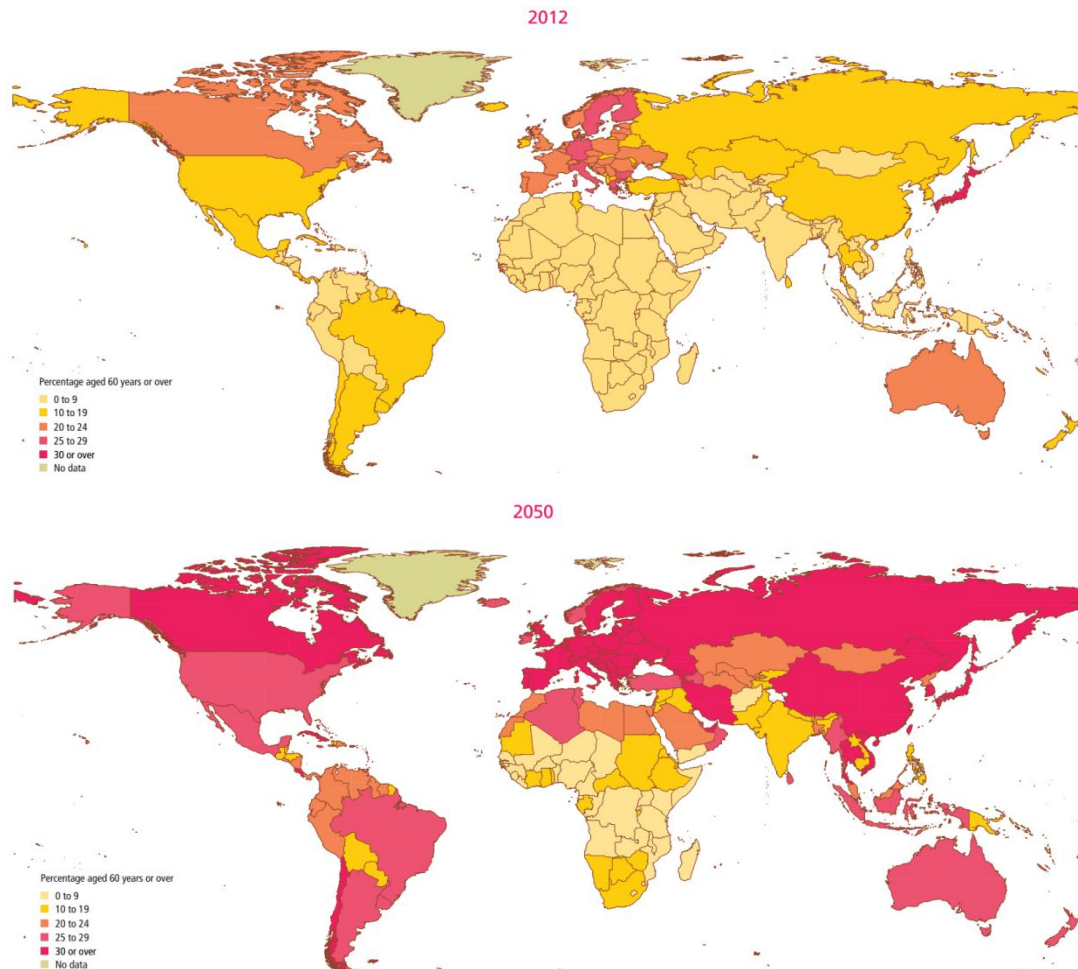 2012
Percentage aged 60 years or over
0 to 9
10 to 19
20 to 24
25 to 29
30 or over
No data
2050
Percentage aged 60 years or over
0 to 9
10 to 19
20 to 24
25 to 29
30 or over
No data